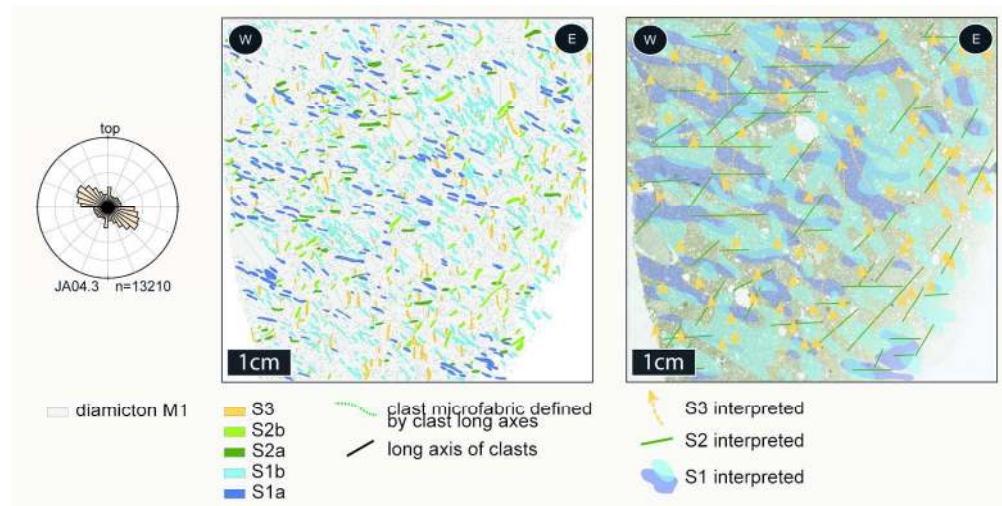 top
JA04.3 n=13210
W
E
1cm
W
E
1cm
diamicton M1
S3
S2b
S2a
S1b
S1a
clast microfabric defined
by clast long axes
long axis of clasts
S3 interpreted
S2 interpreted
S1 interpreted